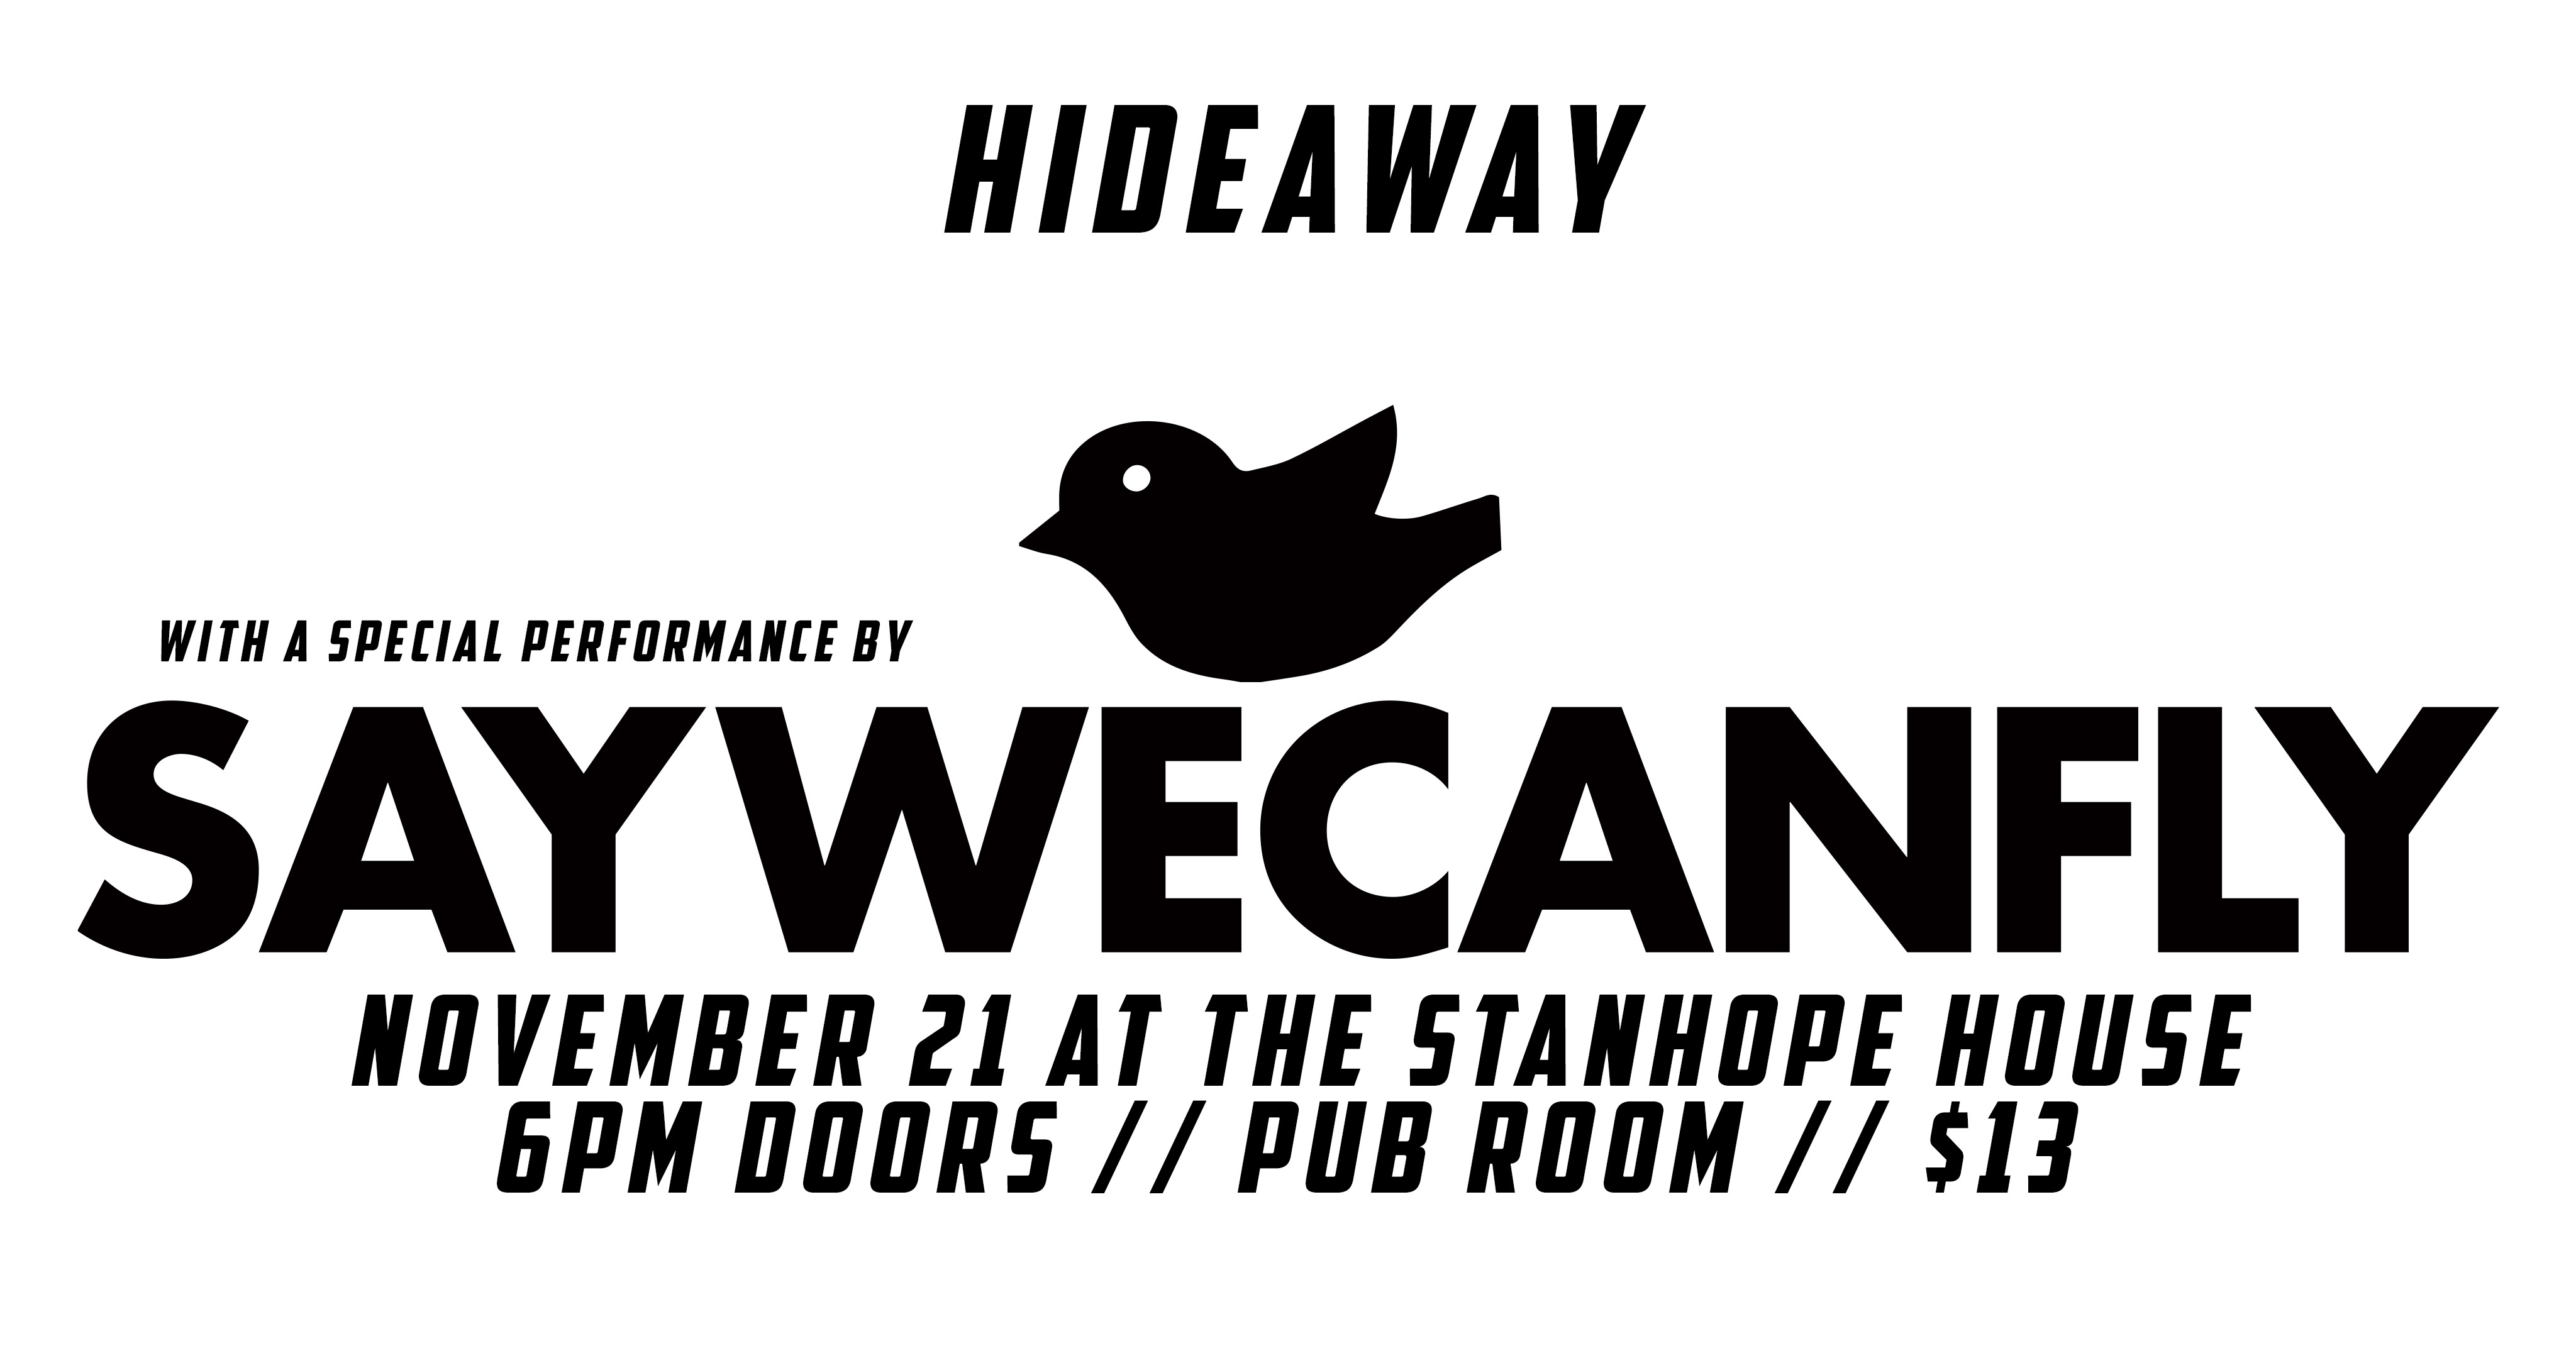 HIDEAWAY
WITH A SPECIAL PERFORMANCE BY
SAYWECANFLY
NOVEMBER 21 AT THE STANHOPE HOUSE
6PM DOORS // PUB ROOM // $13